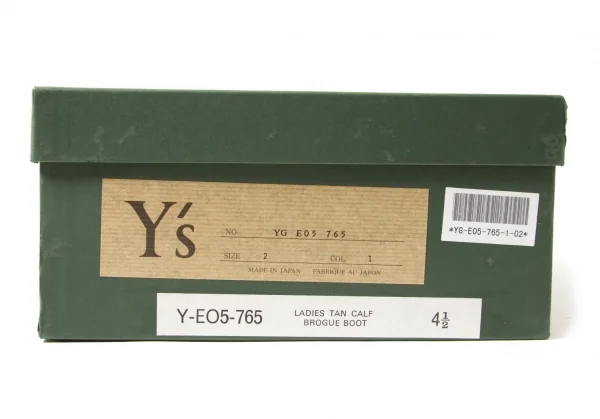 Y's
NO. YG E05 765
SIZE 2 COL. 1
MADE IN JAPAN FABRIQUE AU JAPON
*YG-E05-765-1-02*
Y-EO5-765 LADIES TAN CALF 4½
BROGUE BOOT